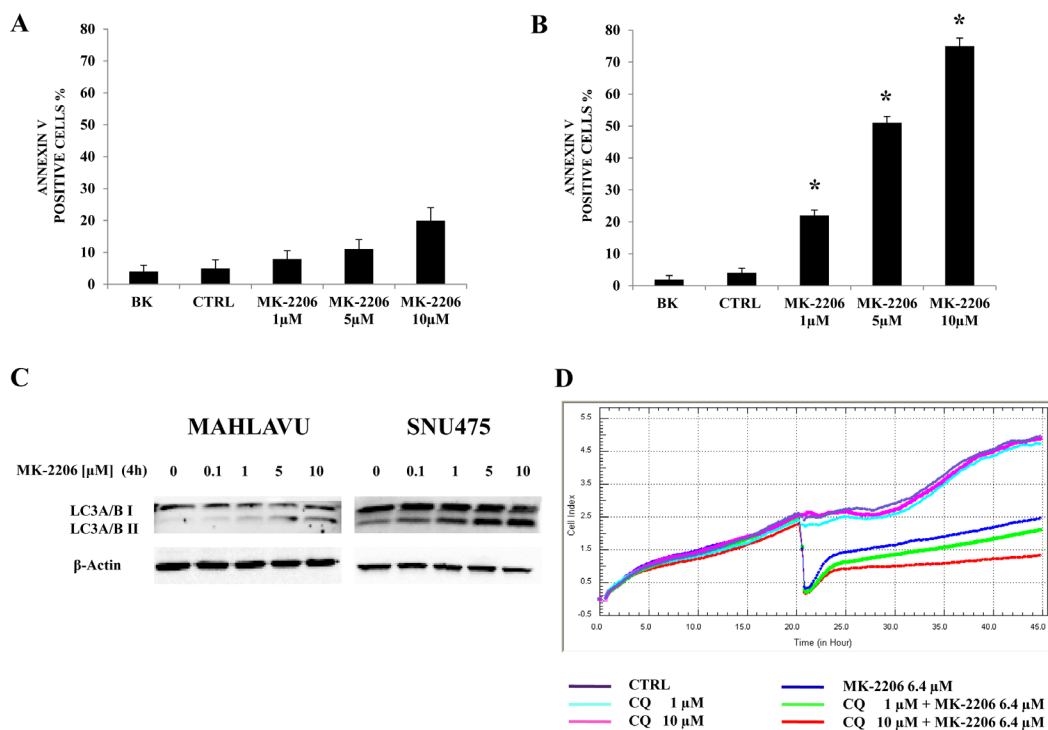 A
ANNEXIN V
POSITIVE CELLS %
80
70
60
50
40
30
20
10
0
BK
CTRL
MK-2206
1µM
MK-2206
5µM
MK-2206
10µM
B
ANNEXIN V
POSITIVE CELLS %
80
70
60
50
40
30
20
10
0
*
*
*
BK
CTRL
MK-2206
1µM
MK-2206
5µM
MK-2206
10µM
C
MAHLAVU
SNU475
MK-2206 [µM] (4h) 0 0.1 1 5 10 0 0.1 1 5 10
LC3A/B I
LC3A/B II
β-Actin
D
Cell Index
5.5
4.5
3.5
2.5
1.5
0.5
-0.5
0.0 5.0 10.0 15.0 20.0 25.0 30.0 35.0 40.0 45.0
Time (in Hour)
CTRL
CQ 1 µM
CQ 10 µM
MK-2206 6.4 µM
CQ 1 µM + MK-2206 6.4 µM
CQ 10 µM + MK-2206 6.4 µM